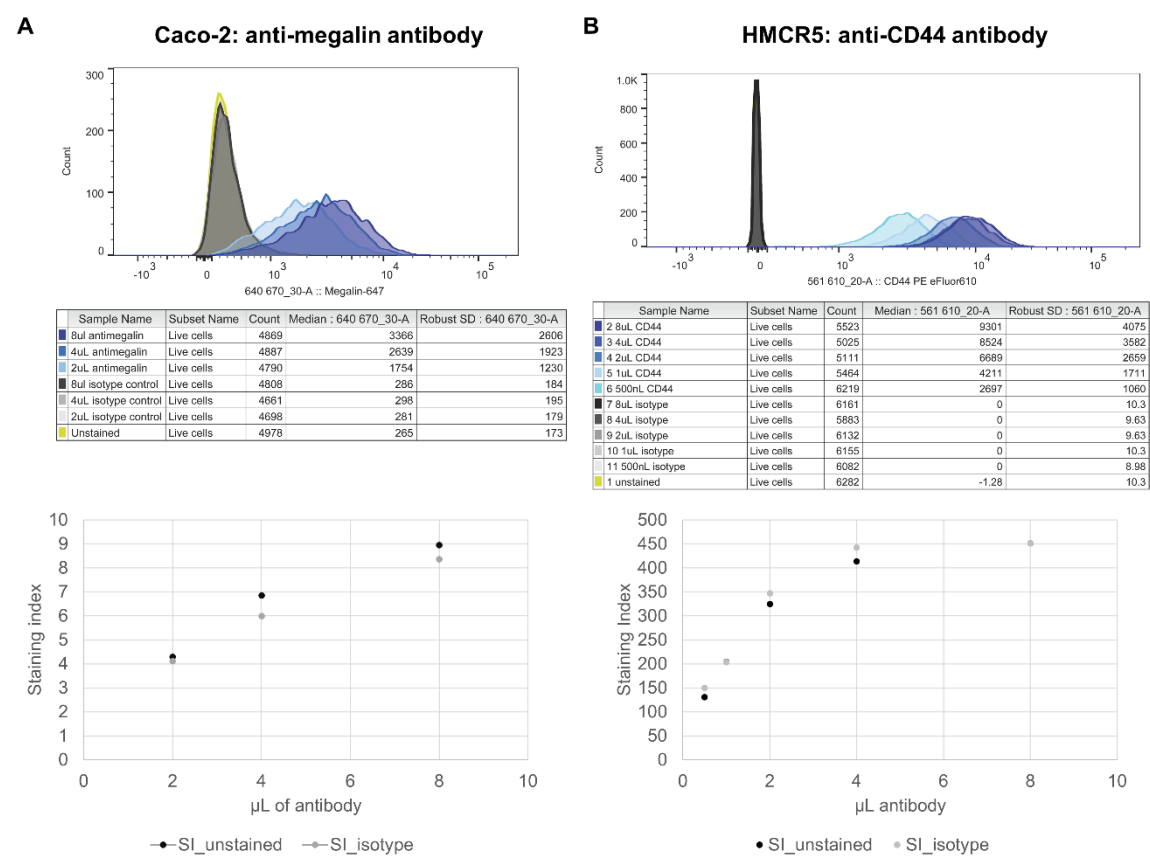 A
Caco-2: anti-megalin antibody
300
200
100
0
Count
-10 3
0
10 3
10 4
10 5
640 670_30-A :: Megalin-647
Sample Name Subset Name Count Median : 640 670_30-A Robust SD : 640 670_30-A
8ul antimegalin Live cells 4869 3366 2606
4uL antimegalin Live cells 4887 2639 1923
2uL antimegalin Live cells 4790 1754 1230
8ul isotype control Live cells 4808 286 184
4uL isotype control Live cells 4661 298 195
2uL isotype control Live cells 4698 281 179
Unstained Live cells 4978 265 173
10
9
8
7
6
5
4
3
2
1
0
Staining index
0 2 4 6 8 10
µL of antibody
SI_unstained SI_isotype
B
HMCR5: anti-CD44 antibody
1.0K
800
600
400
200
0
Count
-10 3
0
10 3
10 4
10 5
561 610_20-A :: CD44 PE eFluor610
Sample Name Subset Name Count Median : 561 610_20-A Robust SD : 561 610_20-A
2 8uL CD44 Live cells 5523 9301 4075
3 4uL CD44 Live cells 5025 8524 3582
4 2uL CD44 Live cells 5111 6689 2659
5 1uL CD44 Live cells 5464 4211 1711
6 500nL CD44 Live cells 6219 2697 1060
7 8uL isotype Live cells 6161 0 10.3
8 4uL isotype Live cells 5883 0 9.63
9 2uL isotype Live cells 6132 0 9.63
10 1uL isotype Live cells 6155 0 10.3
11 500nL isotype Live cells 6082 0 8.98
1 unstained Live cells 6282 -1.28 10.3
500
450
400
350
300
250
200
150
100
50
0
Staining Index
0 2 4 6 8 10
µL antibody
SI_unstained SI_isotype